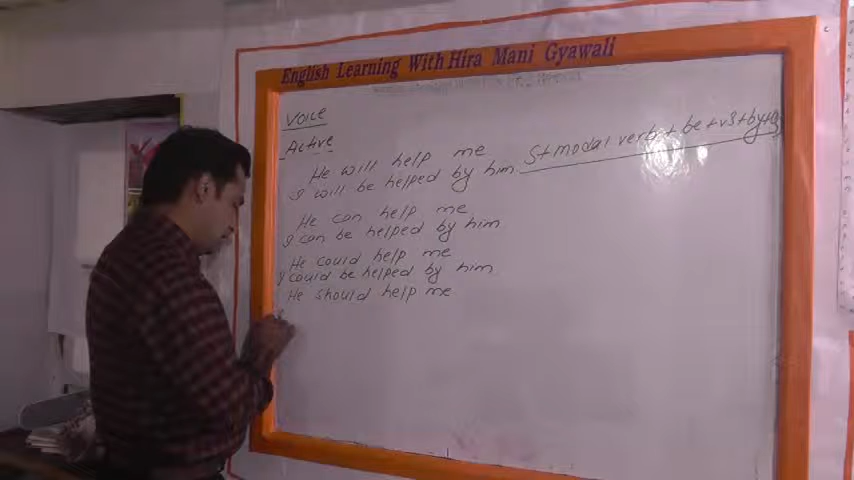 English Learning With Hira Mani Gyawali
Voice
Active
He will help me
I will be helped by him. S+modal verb+be+v3+by+o
He can help me
I can be helped by him
He could help me
I could be helped by him
He should help me